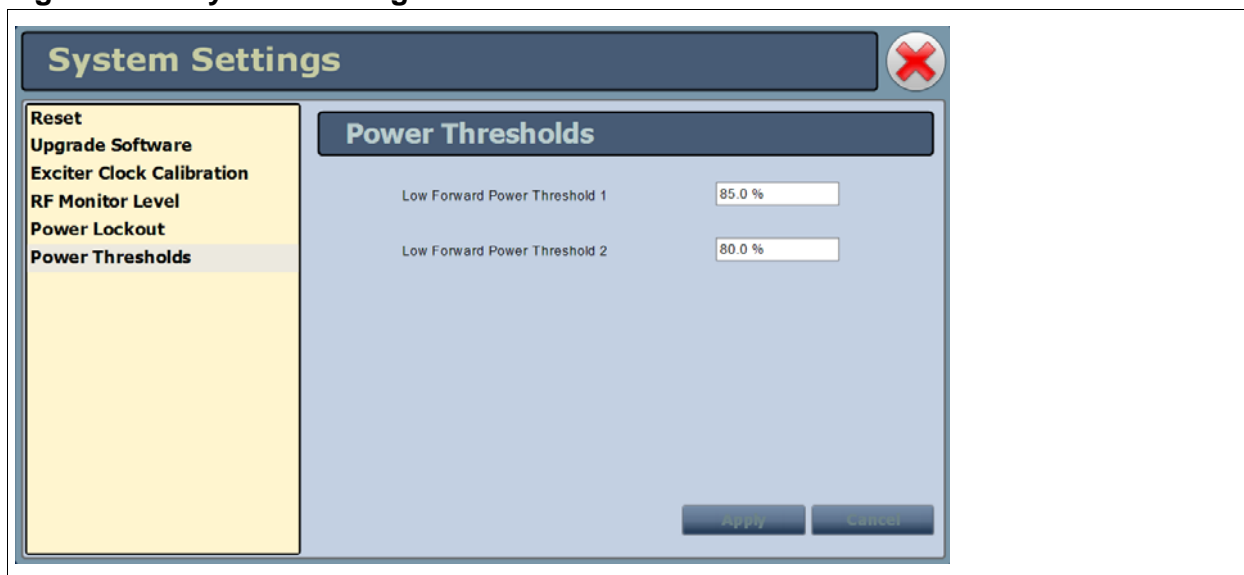 System Settings
Reset
Upgrade Software
Exciter Clock Calibration
RF Monitor Level
Power Lockout
Power Thresholds
Power Thresholds
Low Forward Power Threshold 1
85.0 %
Low Forward Power Threshold 2
80.0 %
Apply
Cancel